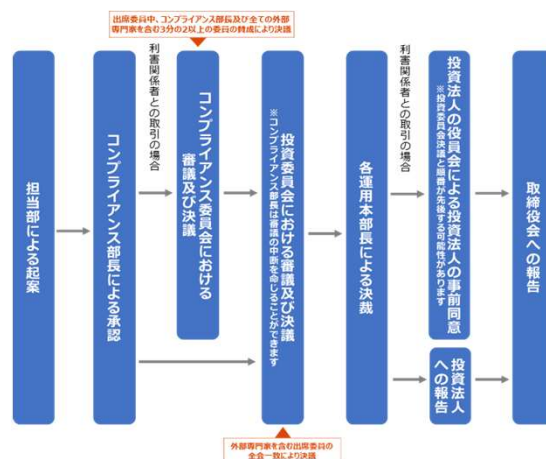 出席委員中、コンプライアンス部長及び全ての外部
専門家を含む3分の2以上の委員の賛成により決議
担当部による起案
コンプライアンス部長による承認
利害関係者との取引の場合
コンプライアンス委員会における
審議及び決議
投資委員会における審議及び決議
※コンプライアンス部長は審議の中断を命じることができます
各運用本部長による決裁
利害関係者との取引の場合
投資法人の役員会による投資法人の事前同意
※投資委員会決議と順番が先後する可能性があります
投資法人
への報告
取締役会への報告
外部専門家を含む出席委員の
全会一致により決議